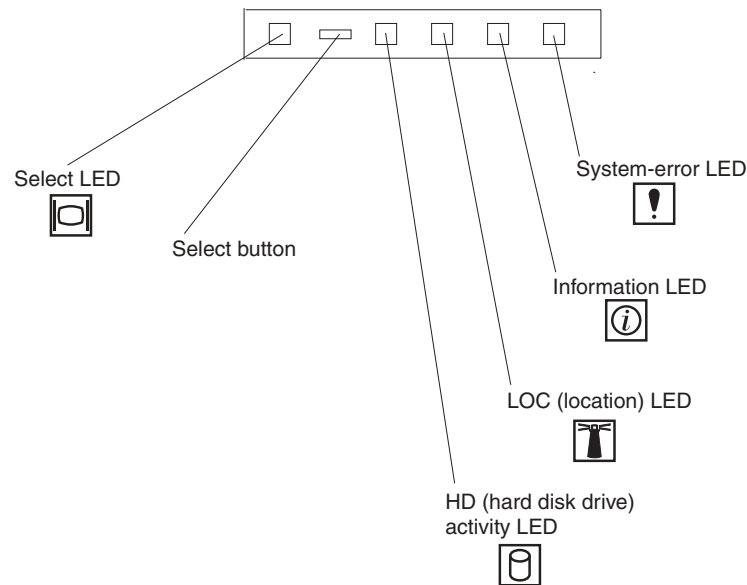 Select LED
Select button
System-error LED
Information LED
LOC (location) LED
HD (hard disk drive)
activity LED